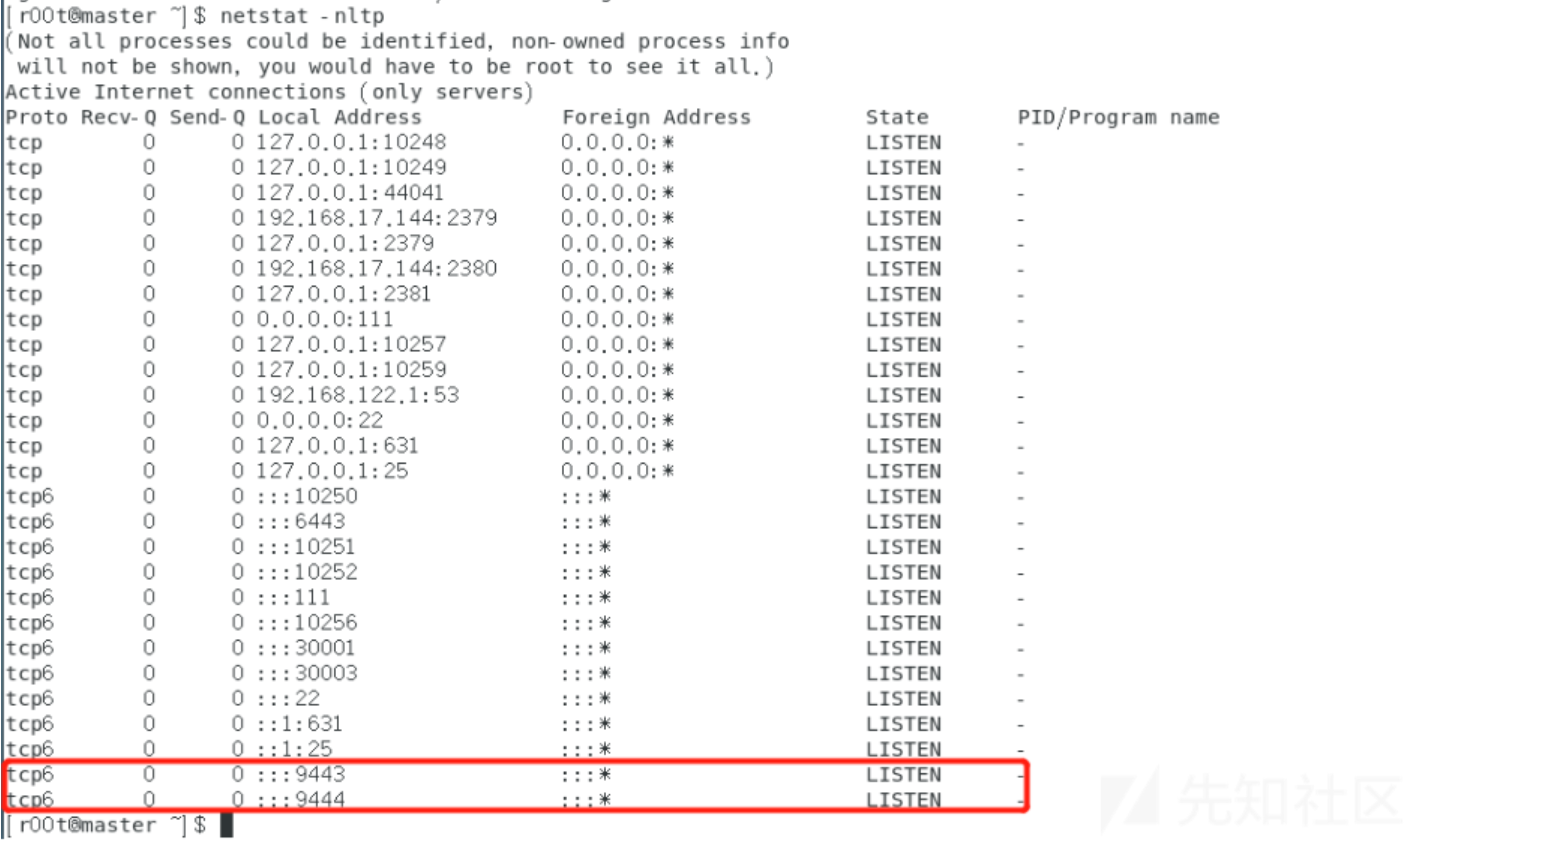 [r00t@master ~]$ netstat -nltp
(Not all processes could be identified, non-owned process info
 will not be shown, you would have to be root to see it all.)
Active Internet connections (only servers)
Proto Recv-Q Send-Q Local Address           Foreign Address         State       PID/Program name
tcp        0      0 127.0.0.1:10248         0.0.0.0:*               LISTEN      -
tcp        0      0 127.0.0.1:10249         0.0.0.0:*               LISTEN      -
tcp        0      0 127.0.0.1:44041         0.0.0.0:*               LISTEN      -
tcp        0      0 192.168.17.144:2379     0.0.0.0:*               LISTEN      -
tcp        0      0 127.0.0.1:2379          0.0.0.0:*               LISTEN      -
tcp        0      0 192.168.17.144:2380     0.0.0.0:*               LISTEN      -
tcp        0      0 127.0.0.1:2381          0.0.0.0:*               LISTEN      -
tcp        0      0 0.0.0.0:111             0.0.0.0:*               LISTEN      -
tcp        0      0 127.0.0.1:10257         0.0.0.0:*               LISTEN      -
tcp        0      0 127.0.0.1:10259         0.0.0.0:*               LISTEN      -
tcp        0      0 192.168.122.1:53        0.0.0.0:*               LISTEN      -
tcp        0      0 0.0.0.0:22              0.0.0.0:*               LISTEN      -
tcp        0      0 127.0.0.1:631           0.0.0.0:*               LISTEN      -
tcp        0      0 127.0.0.1:25            0.0.0.0:*               LISTEN      -
tcp6       0      0 :::10250                :::*                    LISTEN      -
tcp6       0      0 :::6443                 :::*                    LISTEN      -
tcp6       0      0 :::10251                :::*                    LISTEN      -
tcp6       0      0 :::10252                :::*                    LISTEN      -
tcp6       0      0 :::111                  :::*                    LISTEN      -
tcp6       0      0 :::10256                :::*                    LISTEN      -
tcp6       0      0 :::30001                :::*                    LISTEN      -
tcp6       0      0 :::30003                :::*                    LISTEN      -
tcp6       0      0 :::22                   :::*                    LISTEN      -
tcp6       0      0 ::1:631                 :::*                    LISTEN      -
tcp6       0      0 ::1:25                  :::*                    LISTEN      -
tcp6       0      0 :::9443                 :::*                    LISTEN      -
tcp6       0      0 :::9444                 :::*                    LISTEN      -
[r00t@master ~]$
先知社区